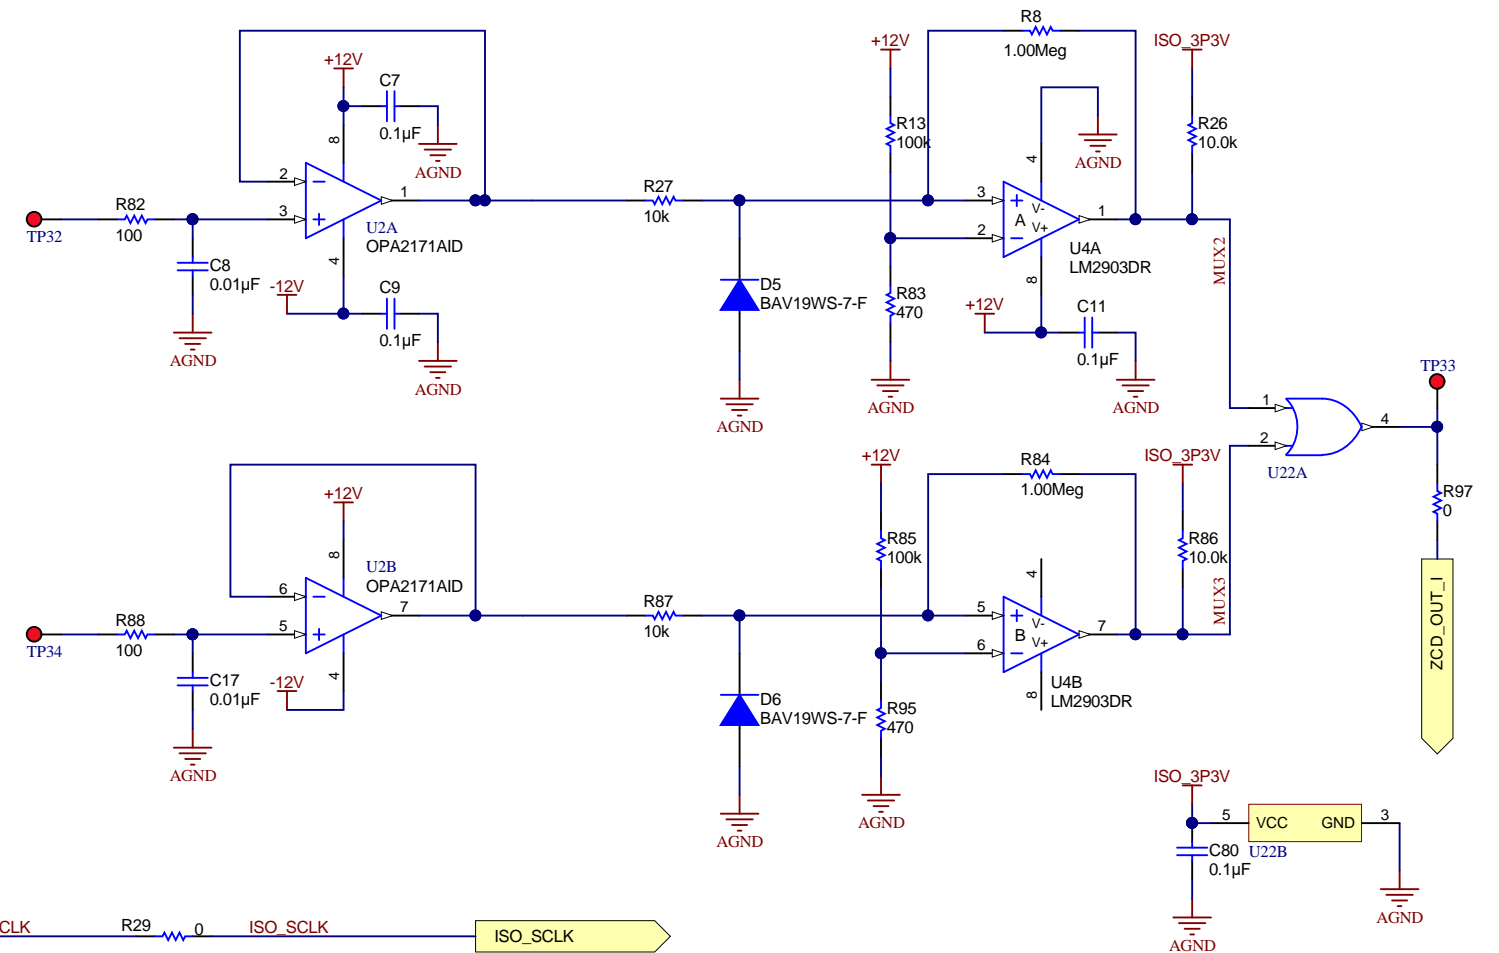 R8
1.00Meg
+12V
ISO_3P3V
+12V
C7
0.1µF
8
AGND
R13
100k
4
AGND
R26
10.0k
2
R82
100
3
TP32
1
U2A
OPA2171AID
R27
10k
3
V-
A
V+
2
1
U4A
LM2903DR
MUX2
C8
0.01µF
4
-12V
C9
0.1µF
D5
BAV19WS-7-F
R83
470
8
+12V
C11
0.1µF
AGND
AGND
AGND
AGND
AGND
TP33
1
2
4
U22A
+12V
R84
1.00Meg
ISO_3P3V
R97
0
+12V
8
U2B
OPA2171AID
R85
100k
4
R86
10.0k
MUX3
ZCD_OUT_I
6
R88
100
5
TP34
7
R87
10k
5
V-
B
V+
6
7
U4B
LM2903DR
C17
0.01µF
4
-12V
D6
BAV19WS-7-F
R95
470
8
AGND
AGND
AGND
ISO_3P3V
5
VCC
GND
3
C80
0.1µF
U22B
AGND
AGND
CLK
R29
0
ISO_SCLK
ISO_SCLK